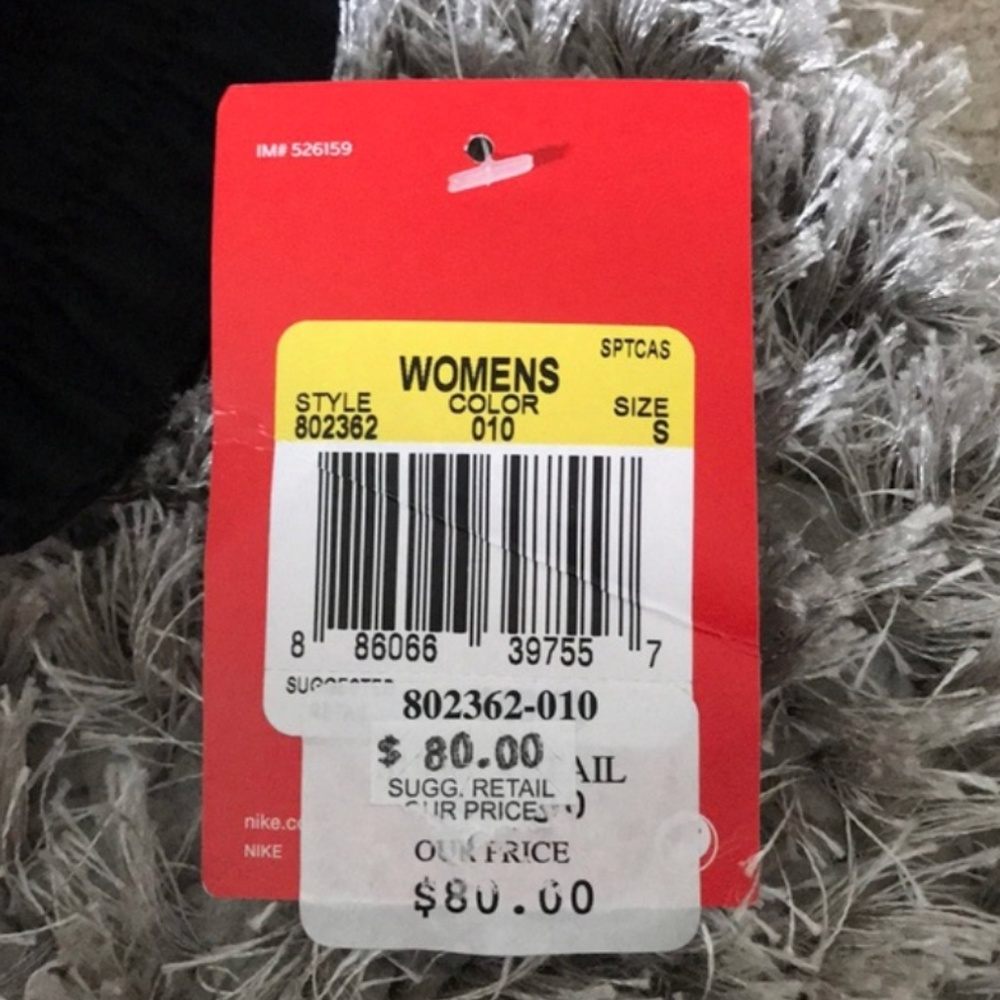 IM# 526159
SPTCAS
WOMENS
STYLE COLOR SIZE
802362 010 S
8 86066 39755 7
802362-010
$ 80.00
SUGG. RETAIL
OUR PRICE
OUR PRICE
$80.00
NIKE